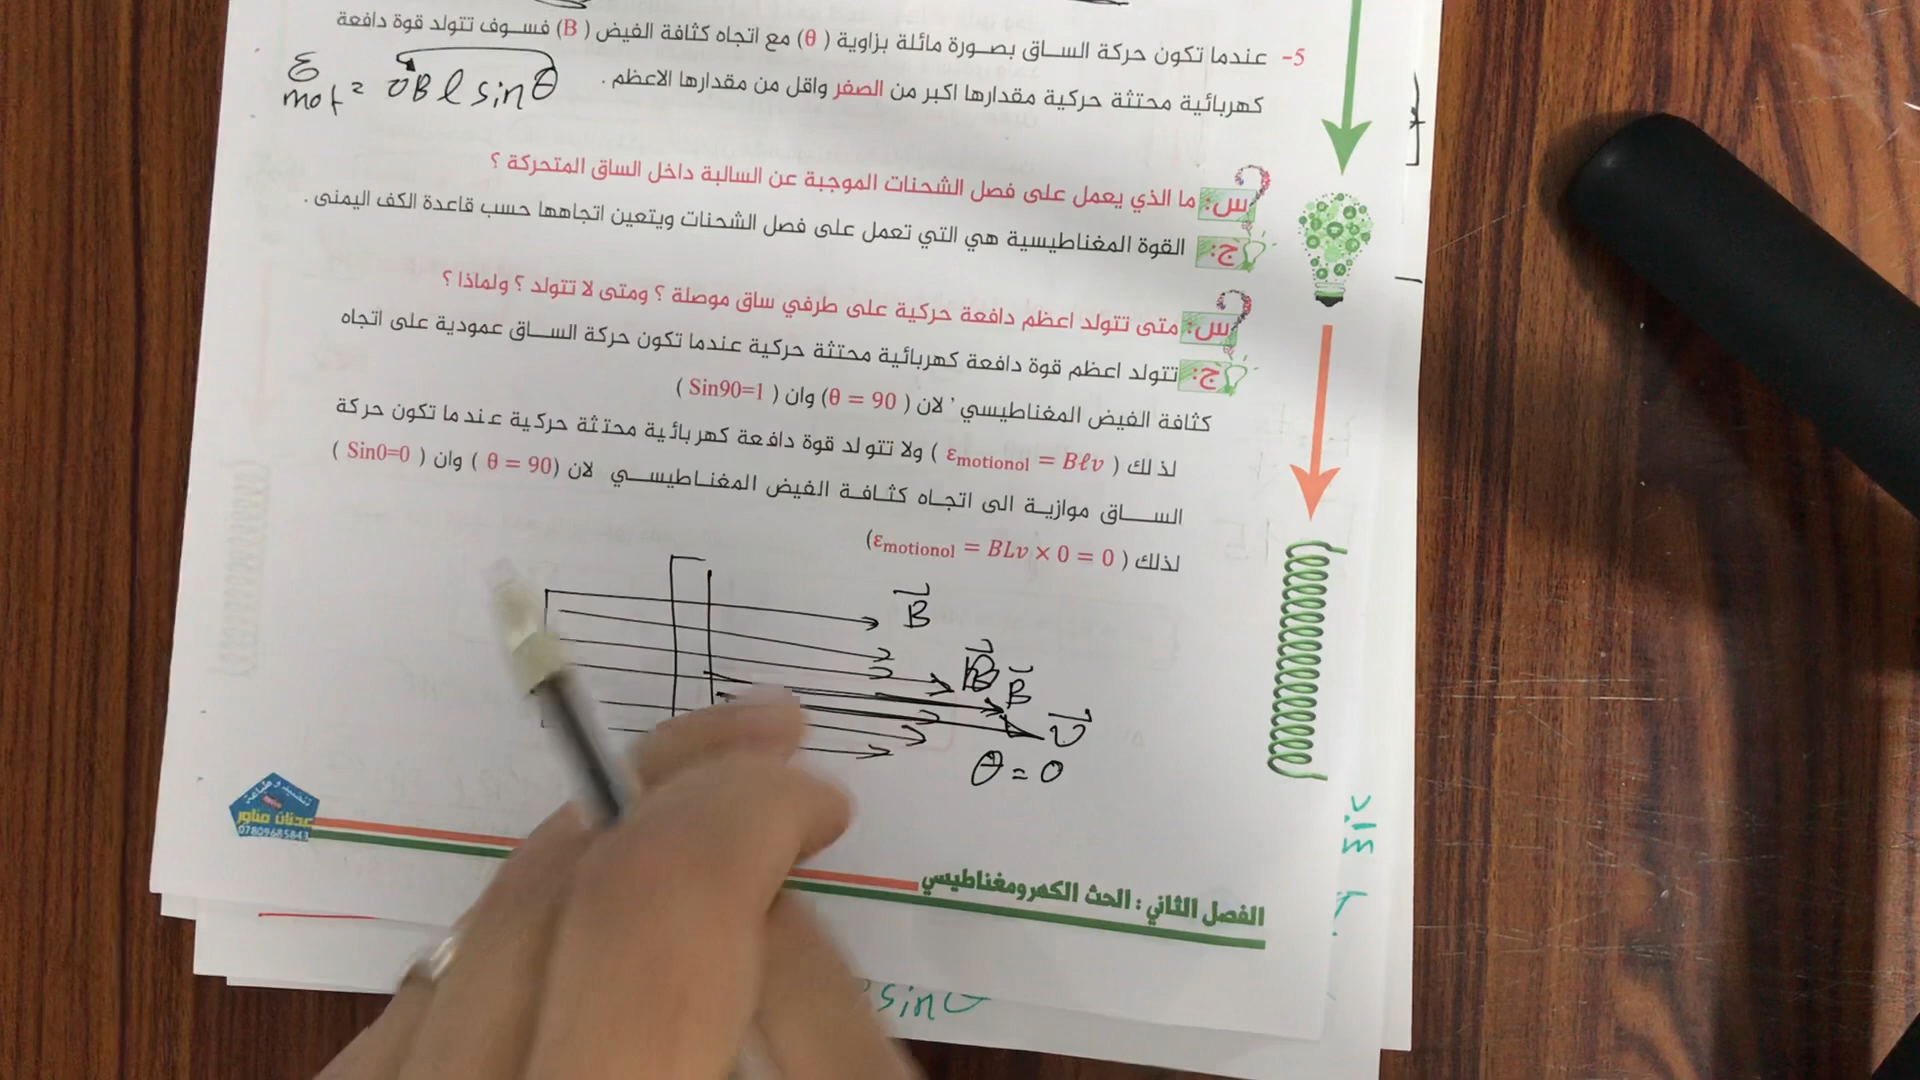 5- عندما تكون حركة الساق بصورة مائلة بزاوية ( θ) مع اتجاه كثافة الفيض ( B) فسوف تتولد قوة دافعة
كهربائية محتثة حركية مقدارها اكبر من الصفر واقل من مقدارها الاعظم .
ε mot = vBℓ sinθ
س: ما الذي يعمل على فصل الشحنات الموجبة عن السالبة داخل الساق المتحركة ؟
ج: القوة المغناطيسية هي التي تعمل على فصل الشحنات ويتعين اتجاهها حسب قاعدة الكف اليمنى .
س: متى تتولد اعظم دافعة حركية على طرفي ساق موصلة ؟ ومتى لا تتولد ؟ ولماذا ؟
ج: تتولد اعظم قوة دافعة كهربائية محتثة حركية عندما تكون حركة الساق عمودية على اتجاه
كثافة الفيض المغناطيسي ' لان ( θ = 90) وان ( Sin90=1 )
لذلك ( εmotionol = Bℓv ) ولا تتولد قوة دافعة كهربائية محتثة حركية عندما تكون حركة
الساق موازية الى اتجاه كثافة الفيض المغناطيسي لان (θ = 90 ) وان ( Sin0=0 )
لذلك ( εmotionol = BLv × 0 = 0)
B
B
B
v
θ = 0
تنضيد وطباعة
عدنان مناور
07809685843
الفصل الثاني : الحث الكهرومغناطيسي
sinθ